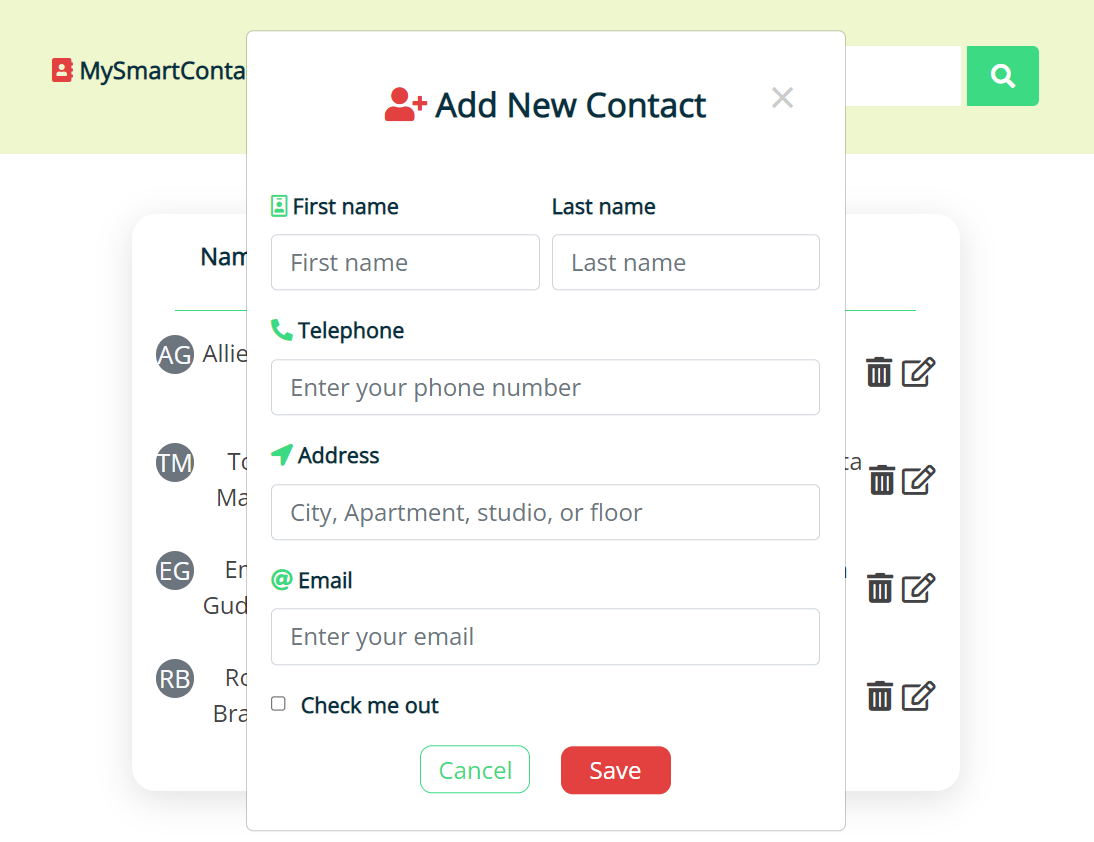 MySmartConta
Add New Contact
First name Last name
First name Last name
Telephone
Enter your phone number
Address
City, Apartment, studio, or floor
Email
Enter your email
Check me out
Cancel Save
Nam
AG Allie
TM To ta
Ma
EG
Gud
RB Ro
Bra